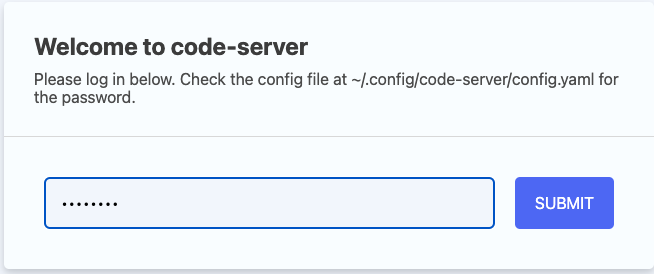 Welcome to code-server
Please log in below. Check the config file at ~/.config/code-server/config.yaml for
the password.
••••••••
SUBMIT